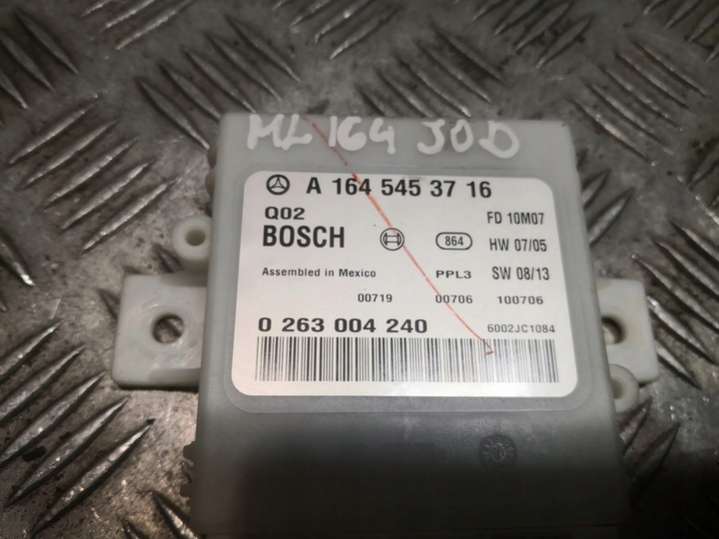 ML 164 JOD
A 164 545 37 16
Q02
FD 10M07
BOSCH
864
HW 07/05
Assembled in Mexico
PPL3
SW 08/13
00719
00706
100706
0 263 004 240
6002JC1084